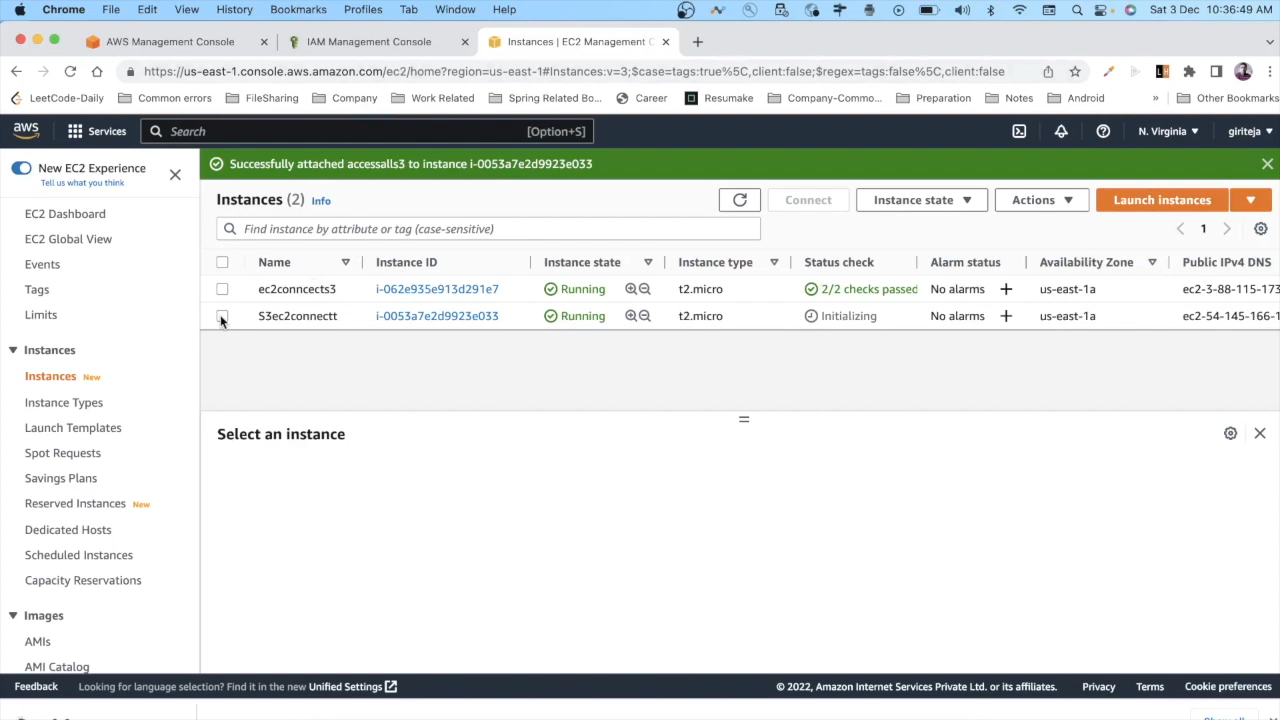 Chrome File Edit View History Bookmarks Profiles Tab Window Help Sat 3 Dec 10:36:49 AM
AWS Management Console IAM Management Console Instances | EC2 Management C
https://us-east-1.console.aws.amazon.com/ec2/home?region=us-east-1#Instances:v=3;$case=tags:true%5C,client:false;$regex=tags:false%5C,client:false
LeetCode-Daily Common errors FileSharing Company Work Related Spring Related Bo... Career Resumake Company-Commo... Preparation Notes Android » Other Bookmarks
aws Services Search [Option+S] N. Virginia giriteja
New EC2 Experience
Tell us what you think
Successfully attached accessalls3 to instance i-0053a7e2d9923e033
Instances (2) Info Connect Instance state Actions Launch instances
Find instance by attribute or tag (case-sensitive) 1
Name Instance ID Instance state Instance type Status check Alarm status Availability Zone Public IPv4 DNS
ec2conncects3 i-062e935e913d291e7 Running t2.micro 2/2 checks passed No alarms + us-east-1a ec2-3-88-115-173
S3ec2connectt i-0053a7e2d9923e033 Running t2.micro Initializing No alarms + us-east-1a ec2-54-145-166-1
Select an instance
EC2 Dashboard
EC2 Global View
Events
Tags
Limits
Instances
Instances New
Instance Types
Launch Templates
Spot Requests
Savings Plans
Reserved Instances New
Dedicated Hosts
Scheduled Instances
Capacity Reservations
Images
AMIs
AMI Catalog
Feedback Looking for language selection? Find it in the new Unified Settings © 2022, Amazon Internet Services Private Ltd. or its affiliates. Privacy Terms Cookie preferences